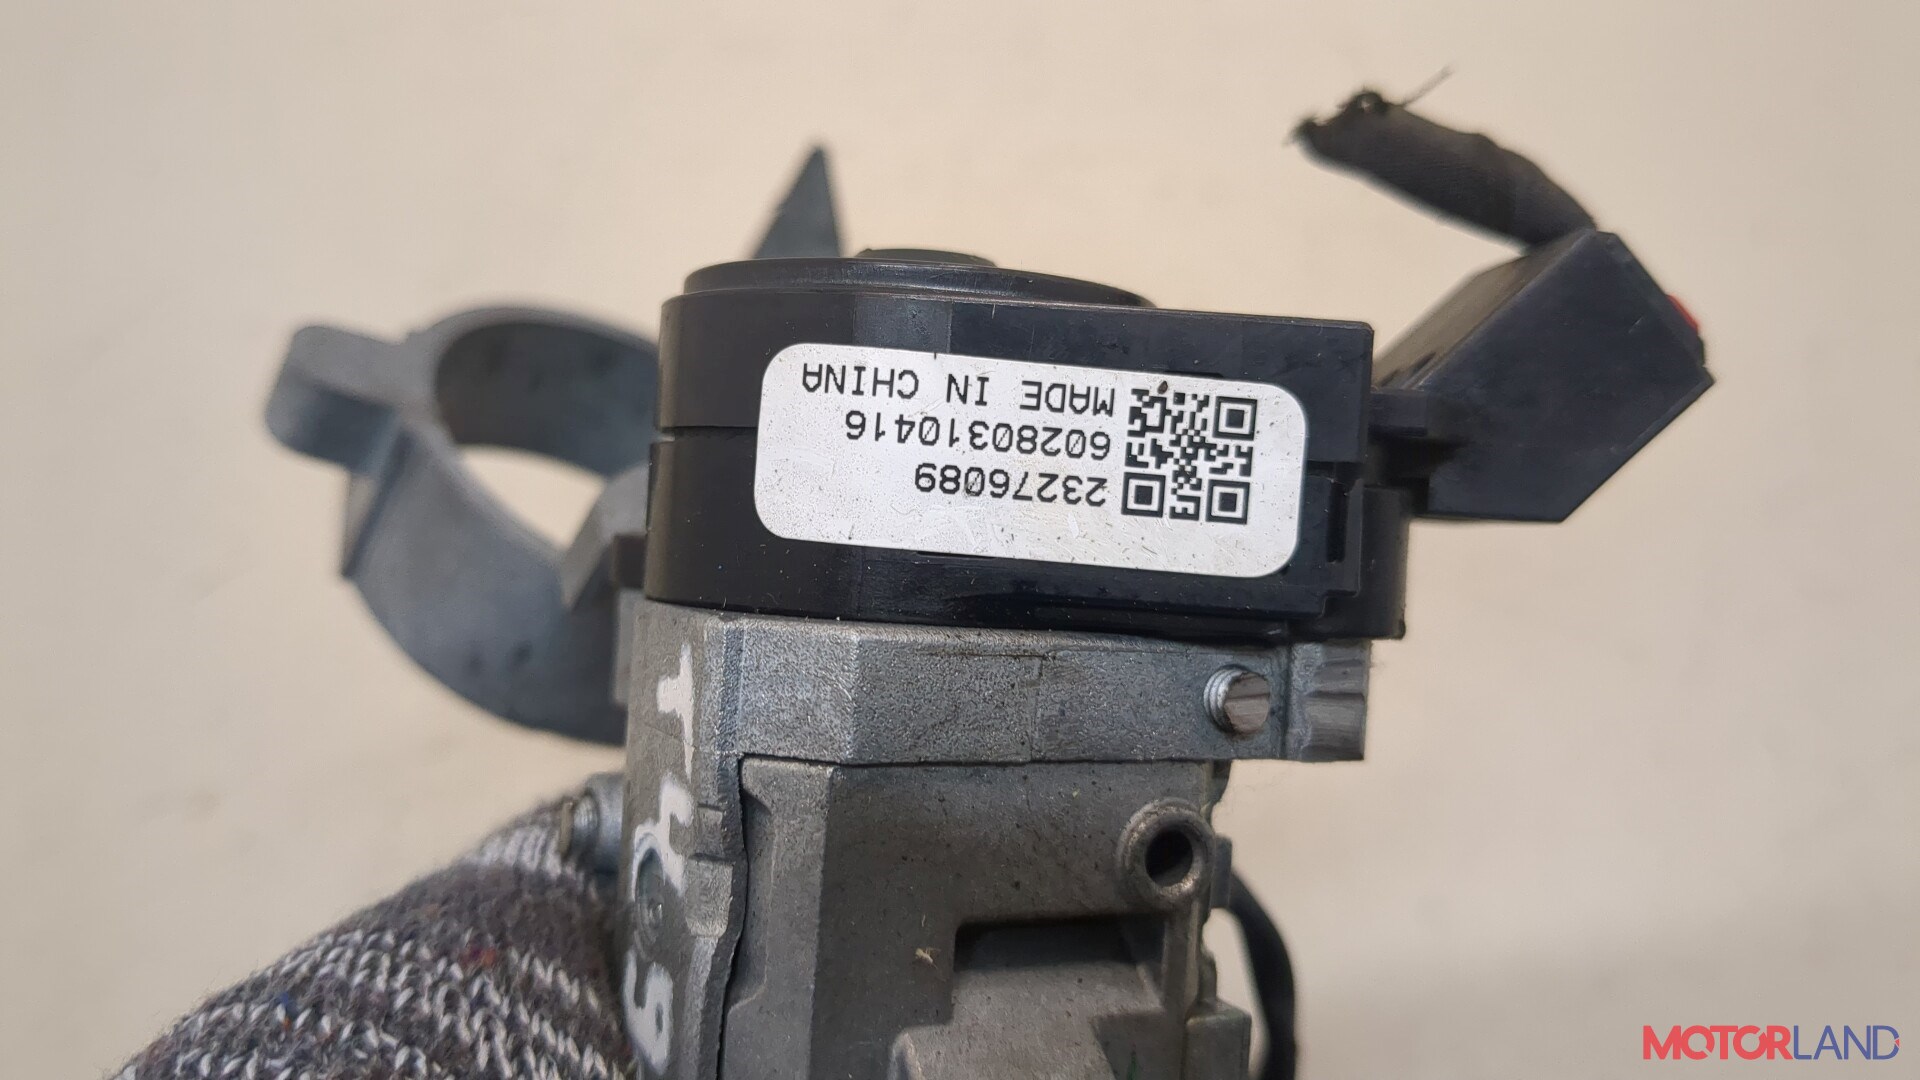 23276089
60280310416
MADE IN CHINA
MOTORLAND